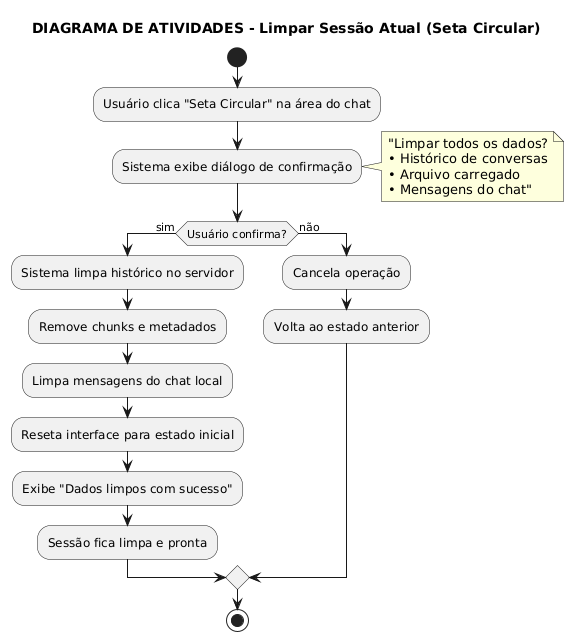 DIAGRAMA DE ATIVIDADES - Limpar Sessão Atual (Seta Circular)
Usuário clica "Seta Circular" na área do chat
Sistema exibe diálogo de confirmação
"Limpar todos os dados?
• Histórico de conversas
• Arquivo carregado
• Mensagens do chat"
sim
Usuário confirma?
não
Sistema limpa histórico no servidor
Cancela operação
Remove chunks e metadados
Volta ao estado anterior
Limpa mensagens do chat local
Reseta interface para estado inicial
Exibe "Dados limpos com sucesso"
Sessão fica limpa e pronta